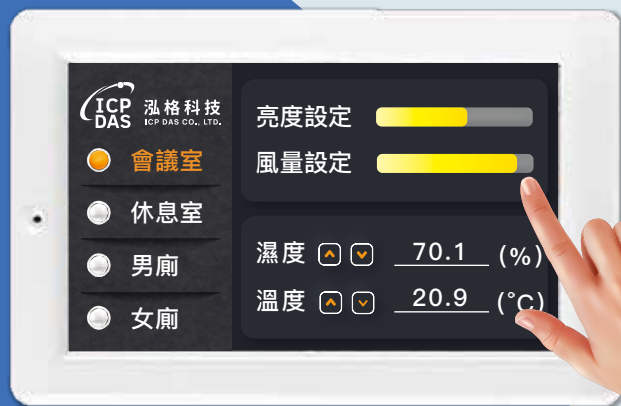 ICP DAS 泓格科技
ICP DAS CO., LTD.
會議室
休息室
男廁
女廁
亮度設定
風量設定
濕度 70.1 (%)
溫度 20.9 (°C)